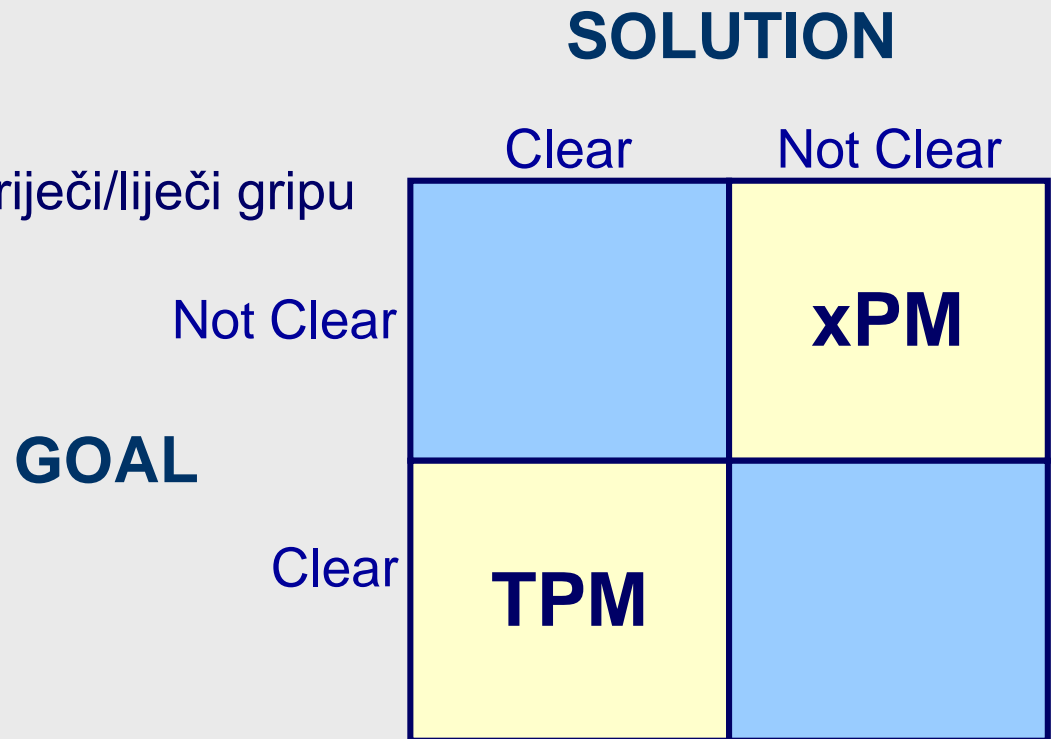 SOLUTION
Clear Not Clear
riječi/liječi gripu
Not Clear
xPM
GOAL
Clear
TPM